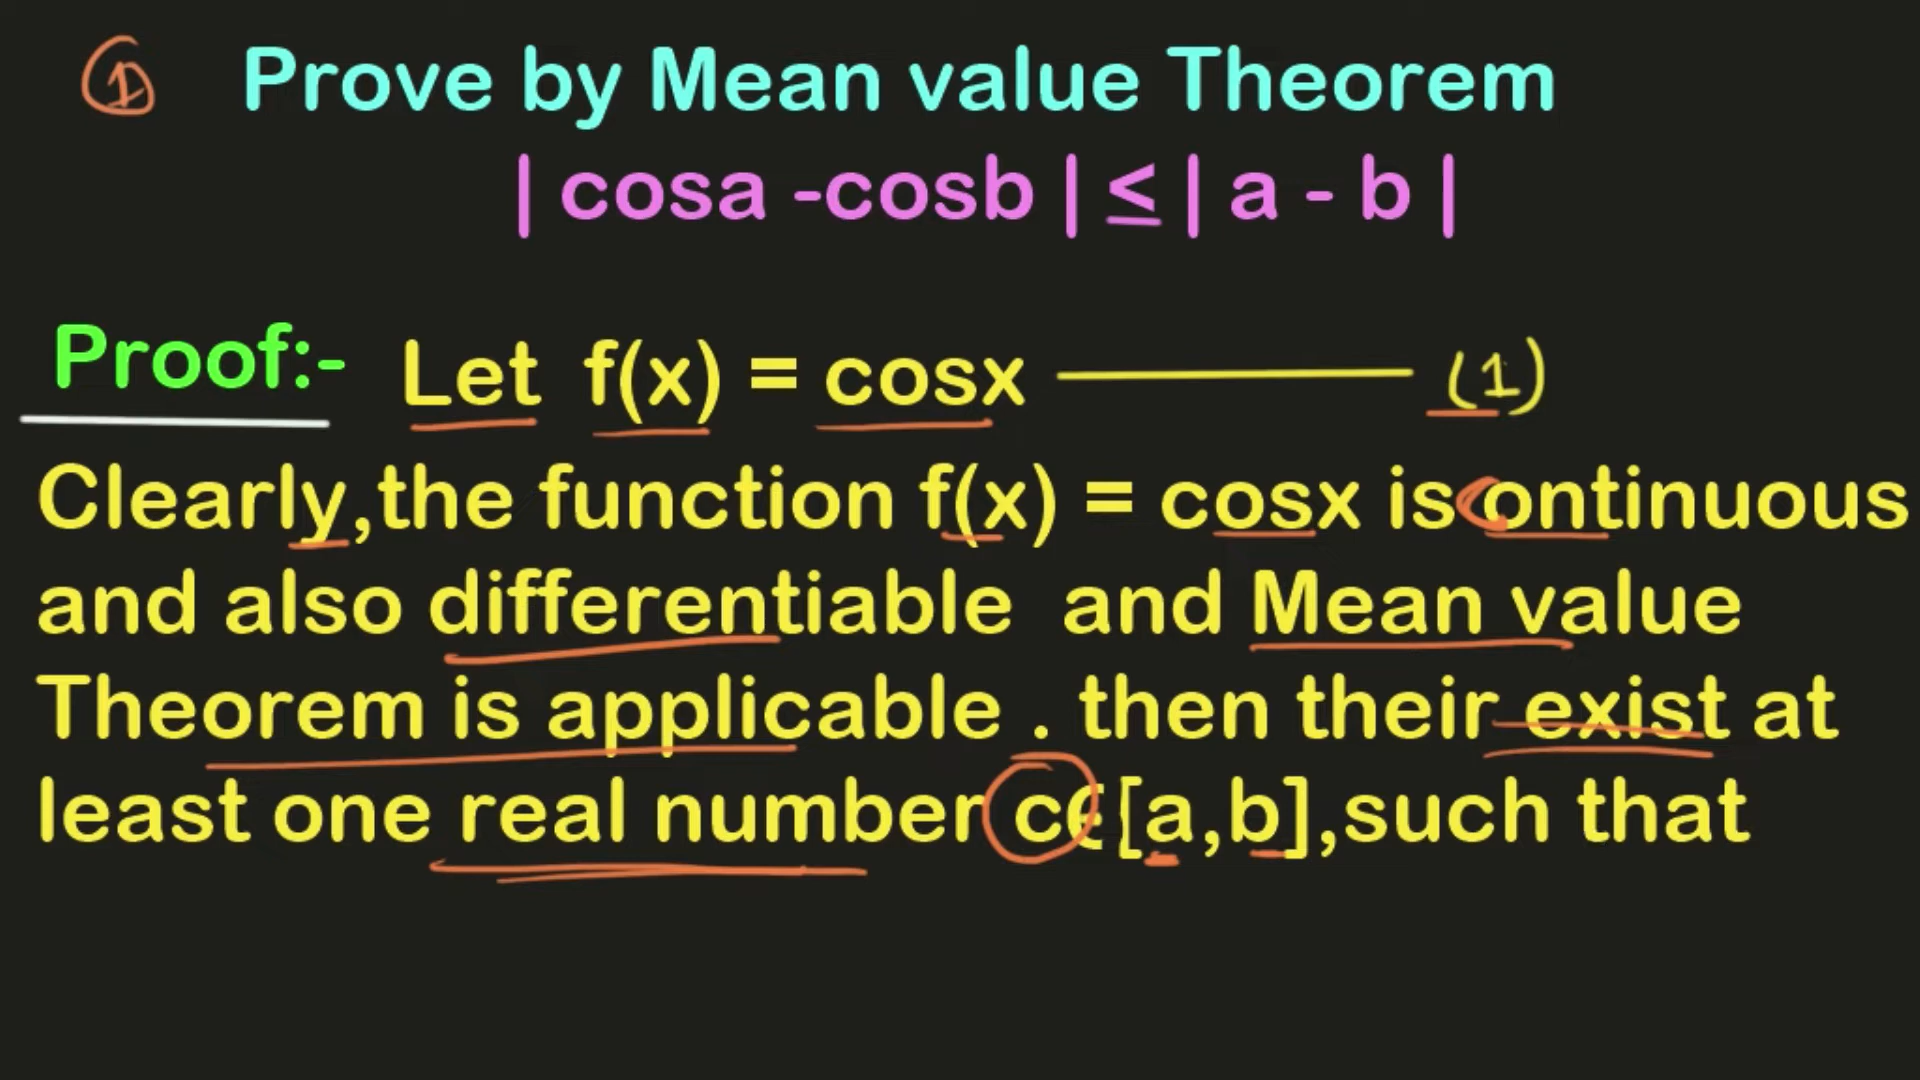 ① Prove by Mean value Theorem
| cosa -cosb | ≤ | a - b |
Proof:- Let f(x) = cosx ——— (1)
Clearly,the function f(x) = cosx is continuous
and also differentiable and Mean value
Theorem is applicable . then their exist at
least one real number c∈[a,b],such that